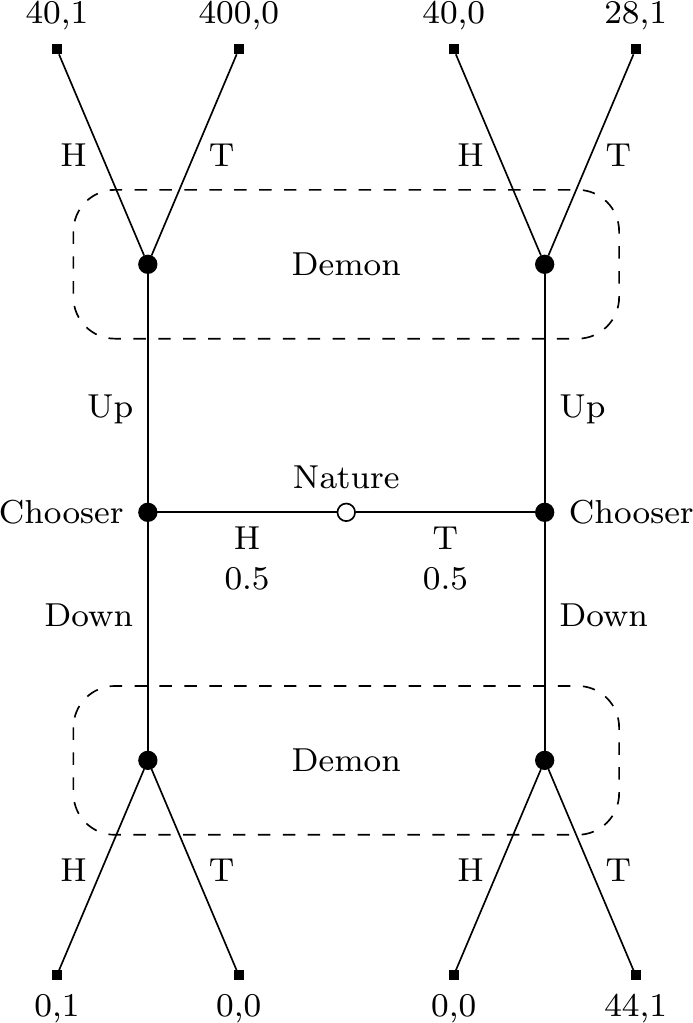 40,1 400,0 40,0 28,1
H T H T
Demon
Up Up
Nature
Chooser Chooser
H T
0.5 0.5
Down Down
Demon
H T H T
0,1 0,0 0,0 44,1